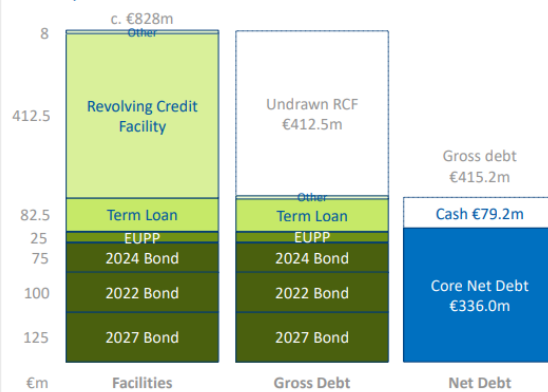 c. €828m
8
Other
412.5
Revolving Credit
Facility
Undrawn RCF
€412.5m
Gross debt
€415.2m
Other
82.5
Term Loan
Term Loan
Cash €79.2m
25
EUPP
EUPP
75
2024 Bond
2024 Bond
100
2022 Bond
2022 Bond
Core Net Debt
€336.0m
125
2027 Bond
2027 Bond
€m
Facilities
Gross Debt
Net Debt